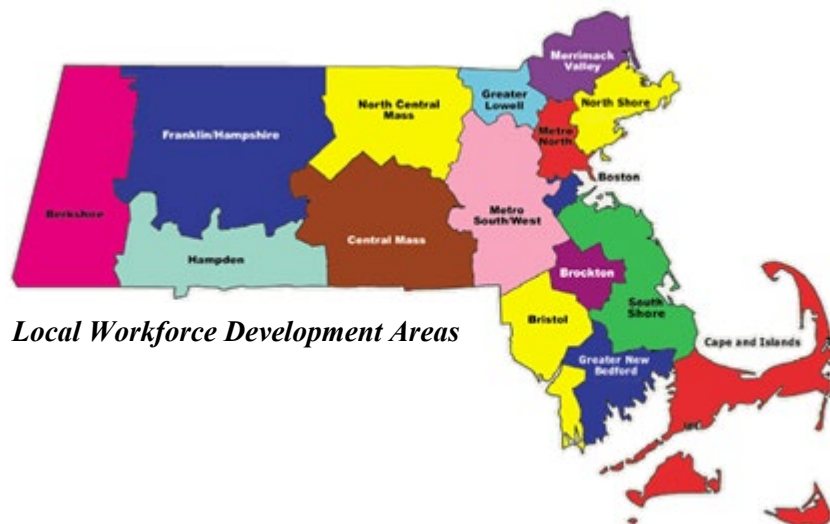 Merrimack
Valley
Greater
Lowell
North Central
Mass
North Shore
Franklin/Hampshire
Metro
North
Boston
Berkshire
Metro
South/West
Central Mass
Hampden
Brockton
South
Shore
Bristol
Local Workforce Development Areas
Cape and Islands
Greater New
Bedford